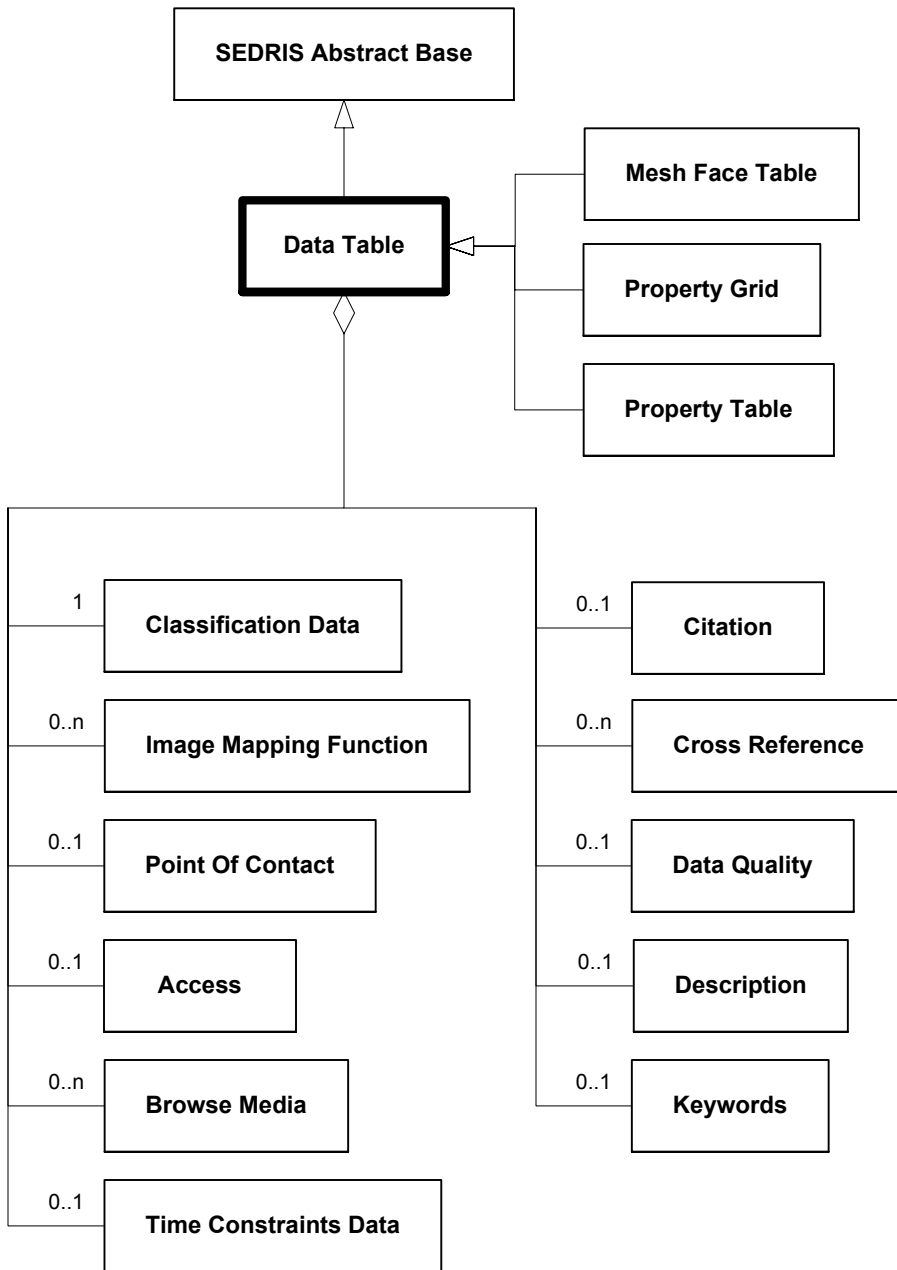 SEDRIS Abstract Base
Mesh Face Table
Data Table
Property Grid
Property Table
1
Classification Data
0..n
Image Mapping Function
0..1
Point Of Contact
0..1
Access
0..n
Browse Media
0..1
Time Constraints Data
0..1
Citation
0..n
Cross Reference
0..1
Data Quality
0..1
Description
0..1
Keywords